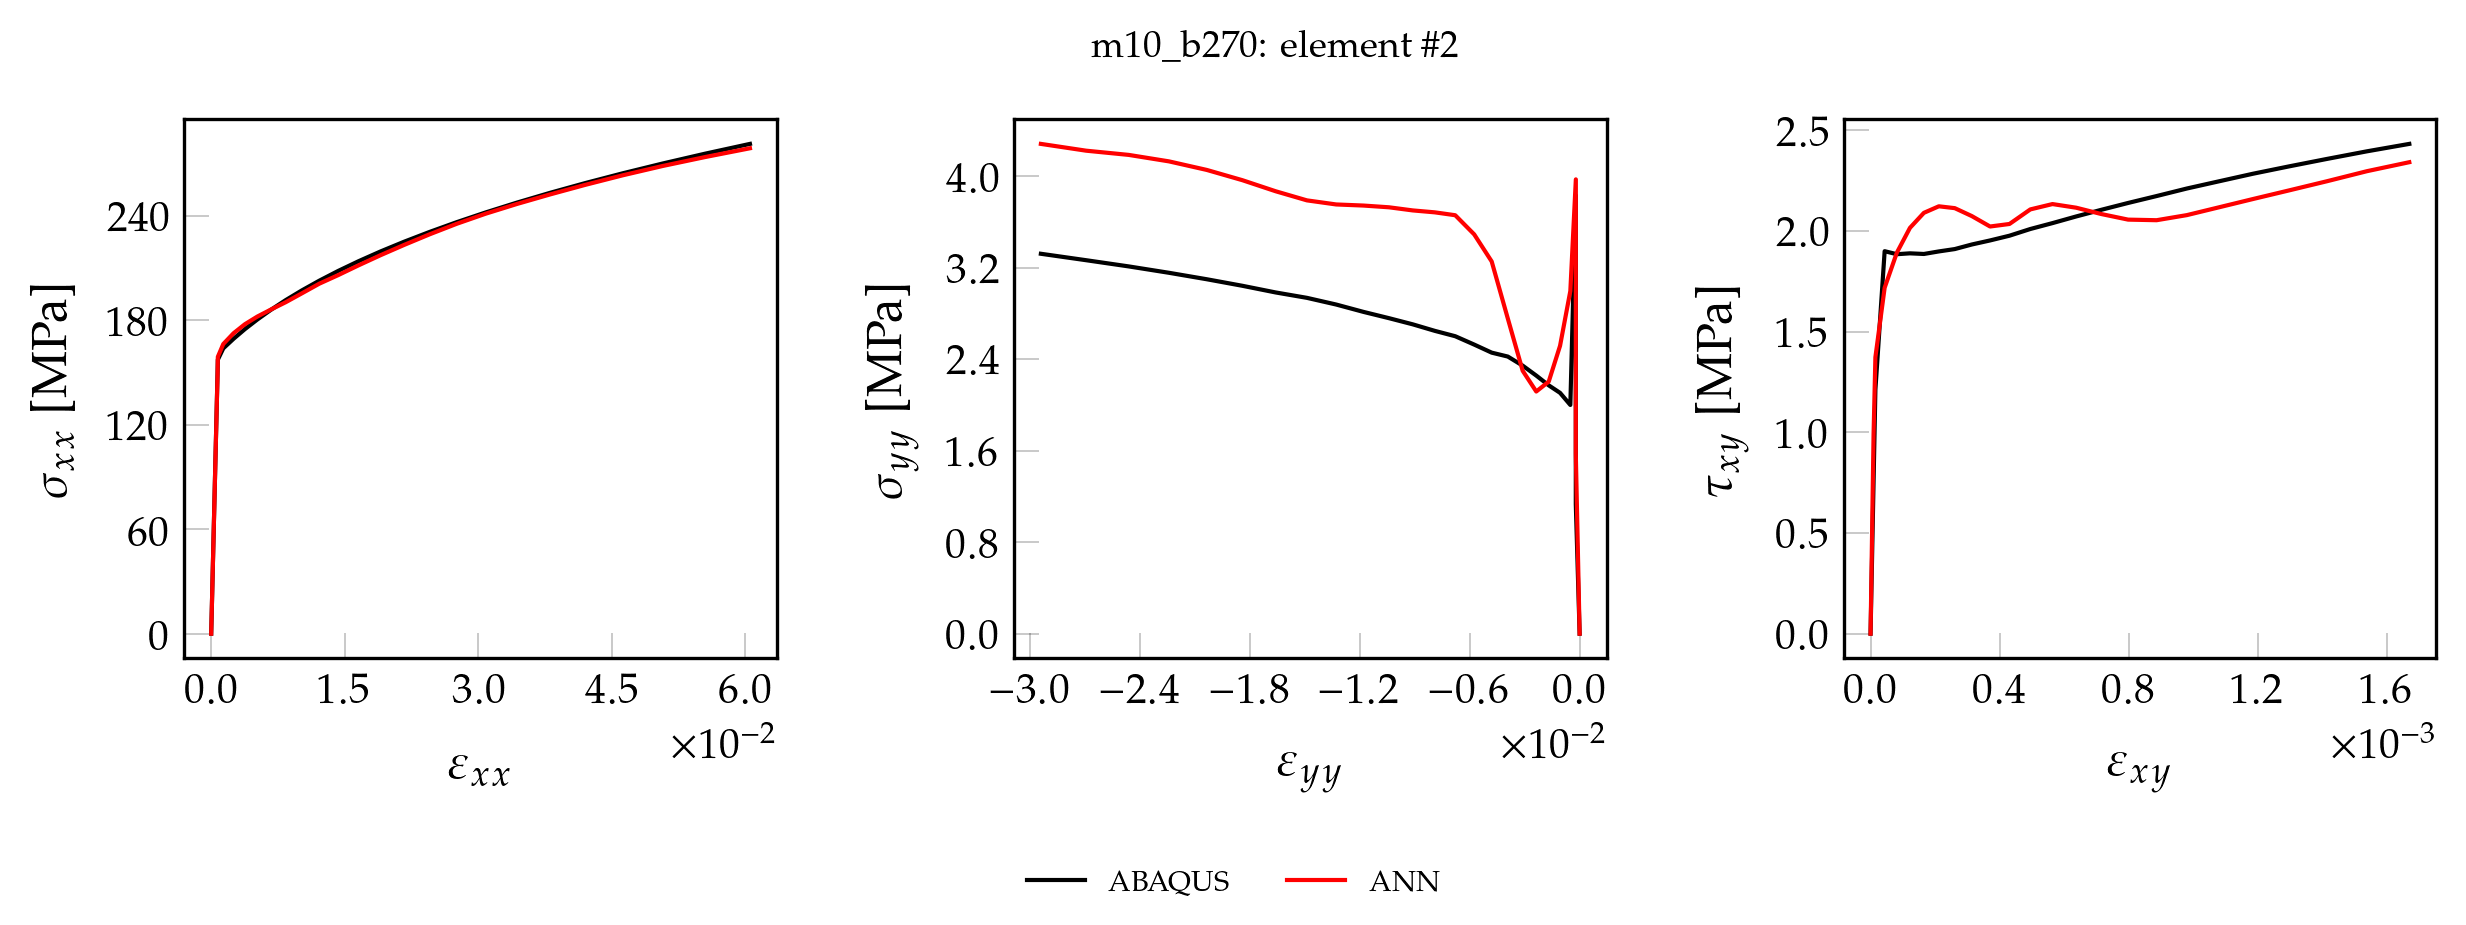 m10_b270: element #2
σxx [MPa]
240
180
120
60
0
0.0 1.5 3.0 4.5 6.0
×10−2
εxx
σyy [MPa]
4.0
3.2
2.4
1.6
0.8
0.0
−3.0 −2.4 −1.8 −1.2 −0.6 0.0
×10−2
εyy
τxy [MPa]
2.5
2.0
1.5
1.0
0.5
0.0
0.0 0.4 0.8 1.2 1.6
×10−3
εxy
ABAQUS ANN